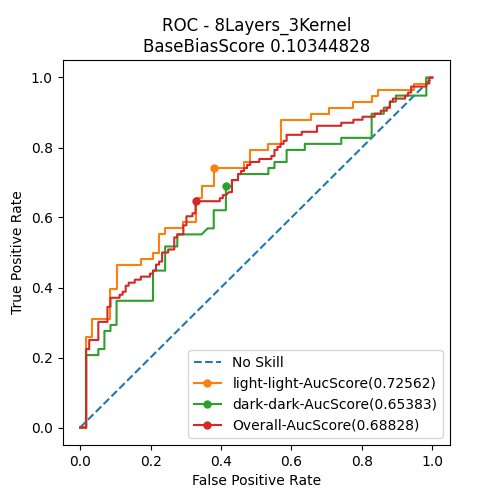 ROC - 8Layers_3Kernel
BaseBiasScore 0.10344828
1.0
0.8
0.6
0.4
0.2
0.0
True Positive Rate
No Skill
light-light-AucScore(0.72562)
dark-dark-AucScore(0.65383)
Overall-AucScore(0.68828)
0.0 0.2 0.4 0.6 0.8 1.0
False Positive Rate